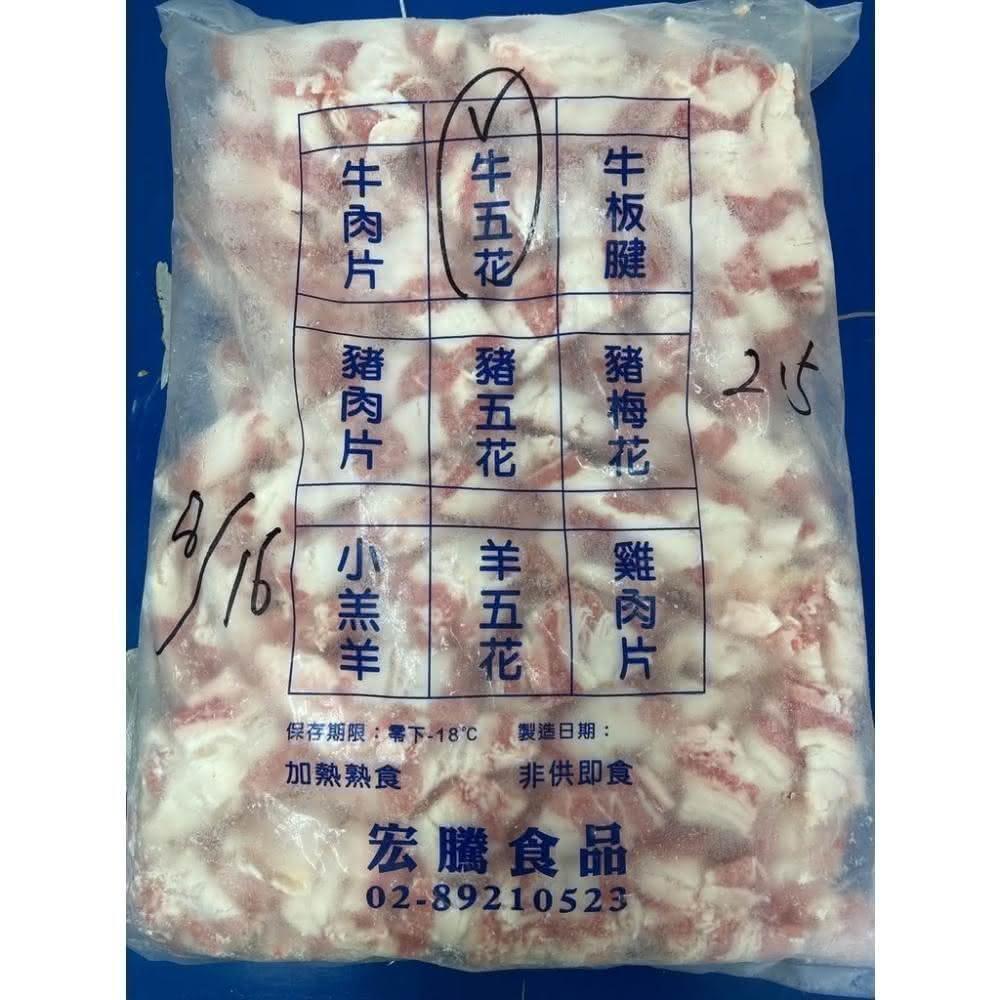 ✓
牛肉片
牛五花
牛板腱
豬肉片
豬五花
豬梅花
215
8/16
小羔羊
羊五花
雞肉片
保存期限：零下-18℃
製造日期：
加熱熟食
非供即食
宏騰食品
02-89210523